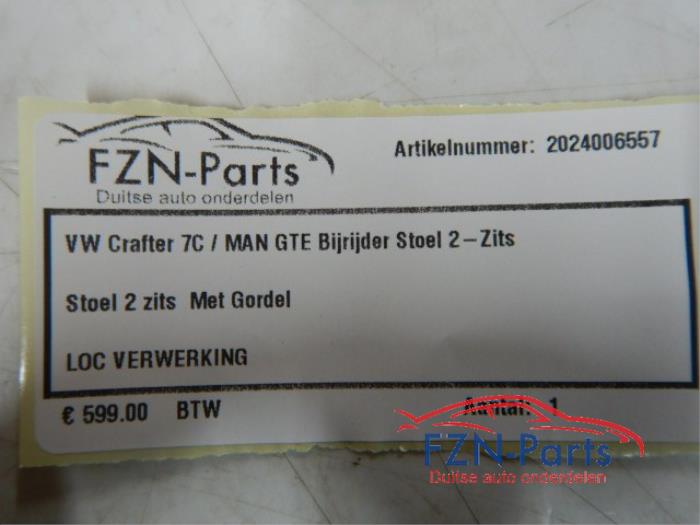 FZN-Parts
Duitse auto onderdelen
Artikelnummer: 2024006557
VW Crafter 7C / MAN GTE Bijrijder Stoel 2-Zits
Stoel 2 zits Met Gordel
LOC VERWERKING
€ 599.00 BTW
Aantal: 1
FZN-Parts
Duitse auto onderdelen